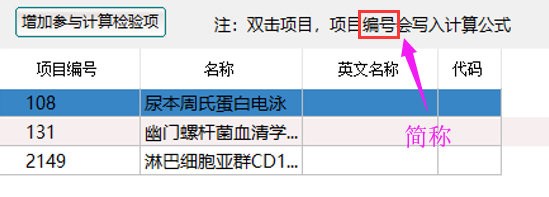 增加参与计算检验项
注：双击项目，项目编号会写入计算公式
项目编号 名称 英文名称 代码
简称
108 尿本周氏蛋白电泳
131 幽门螺杆菌血清学...
2149 淋巴细胞亚群CD1...